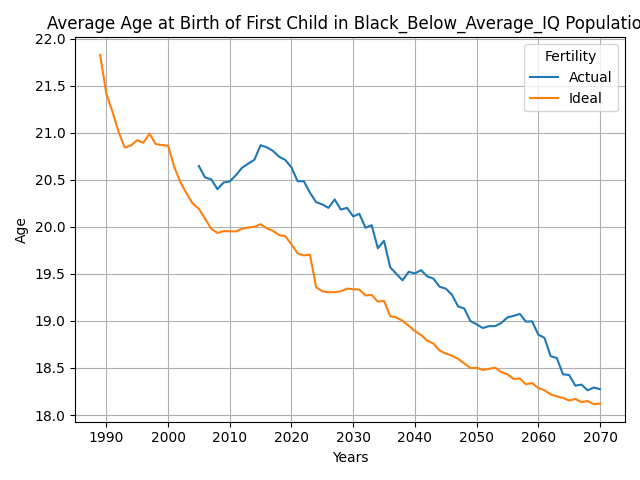 Average Age at Birth of First Child in Black_Below_Average_IQ Populatio
Fertility
Actual
Ideal
22.0
21.5
21.0
20.5
20.0
19.5
19.0
18.5
18.0
Age
1990 2000 2010 2020 2030 2040 2050 2060 2070
Years